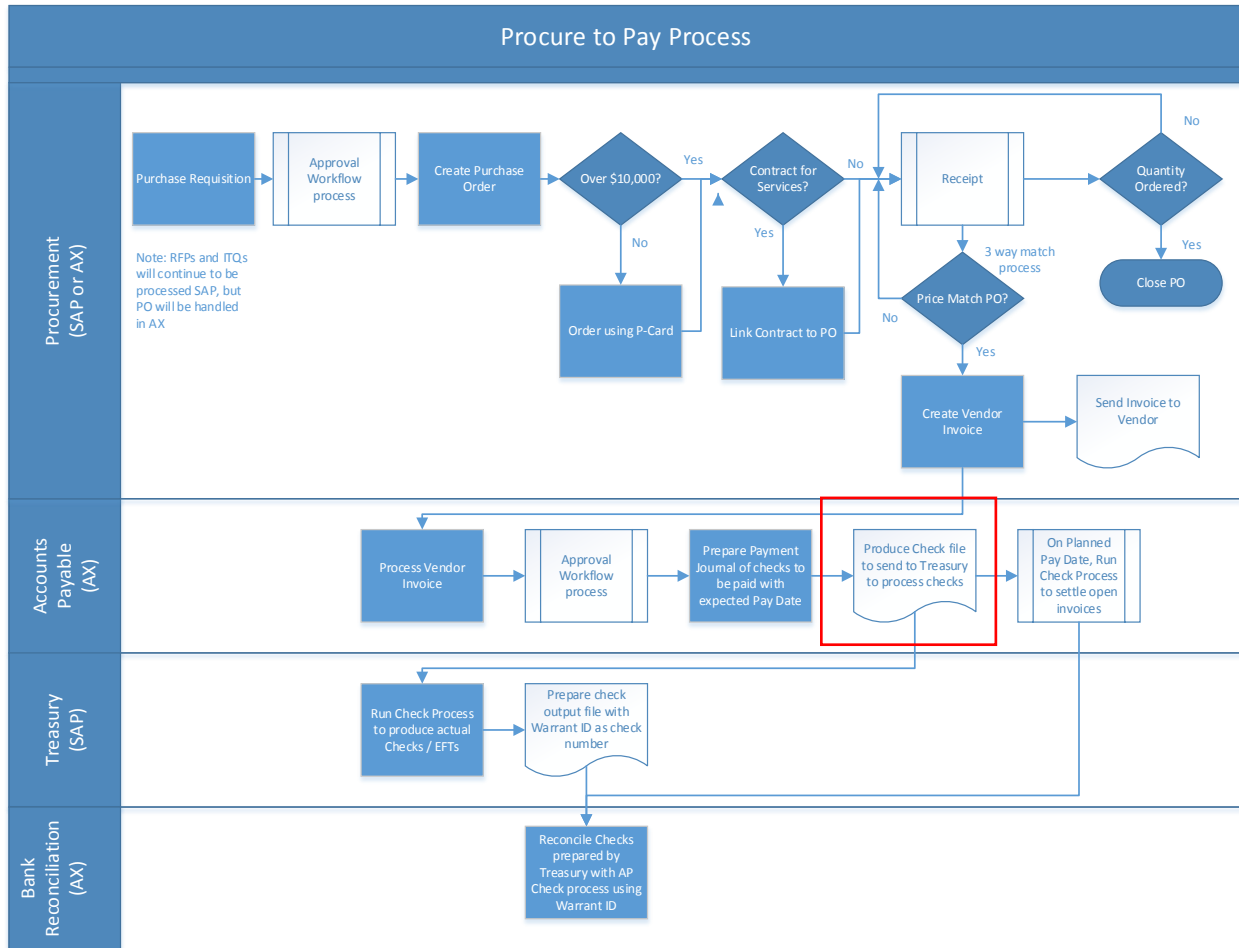 Procure to Pay Process
Procurement
(SAP or AX)
Purchase Requisition
Approval
Workflow
process
Create Purchase
Order
Over $10,000?
Yes
No
Order using P-Card
Contract for
Services?
No
Yes
Link Contract to PO
Receipt
No
Quantity
Ordered?
Yes
Close PO
3 way match
process
Price Match PO?
No
Yes
Note: RFPs and ITQs
will continue to be
processed SAP, but
PO will be handled
in AX
Create Vendor
Invoice
Send Invoice to
Vendor
Accounts
Payable
(AX)
Process Vendor
Invoice
Approval
Workflow
process
Prepare Payment
Journal of checks to
be paid with
expected Pay Date
Produce Check file
to send to Treasury
to process checks
On Planned
Pay Date, Run
Check Process
to settle open
invoices
Treasury
(SAP)
Run Check Process
to produce actual
Checks / EFTs
Prepare check
output file with
Warrant ID as check
number
Bank
Reconciliation
(AX)
Reconcile Checks
prepared by
Treasury with AP
Check process using
Warrant ID